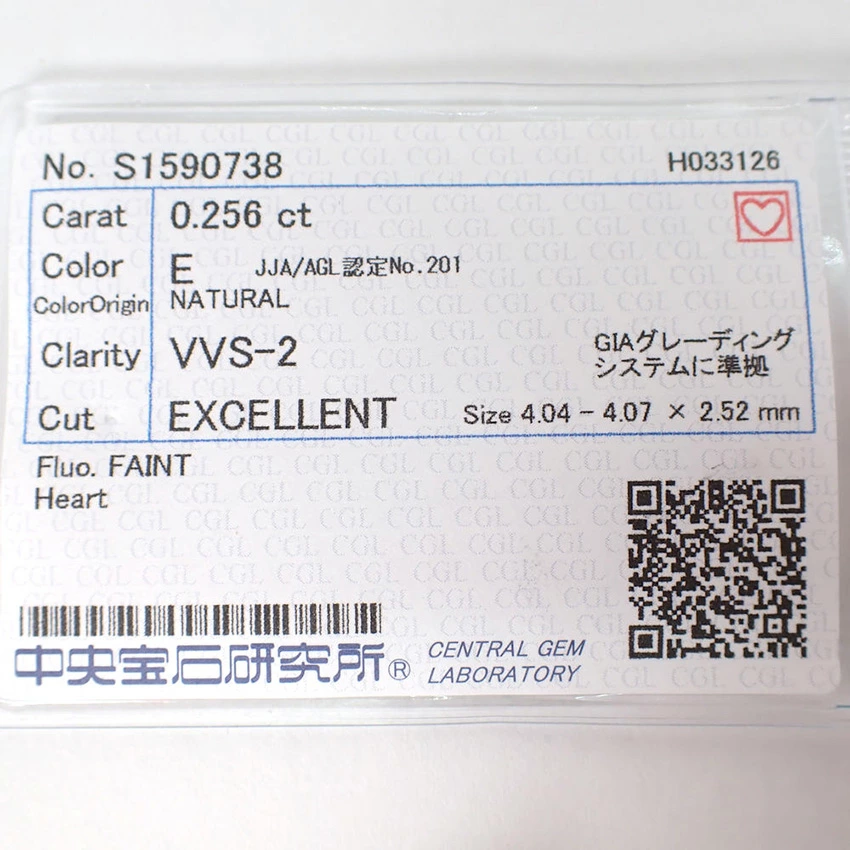 No. S1590738 H033126
Carat 0.256 ct
Color E JJA/AGL認定No.201
ColorOrigin NATURAL
Clarity VVS-2 GIAグレーディング
システムに準拠
Cut EXCELLENT Size 4.04 - 4.07 × 2.52 mm
Fluo. FAINT
Heart
中央宝石研究所® CENTRAL GEM
LABORATORY